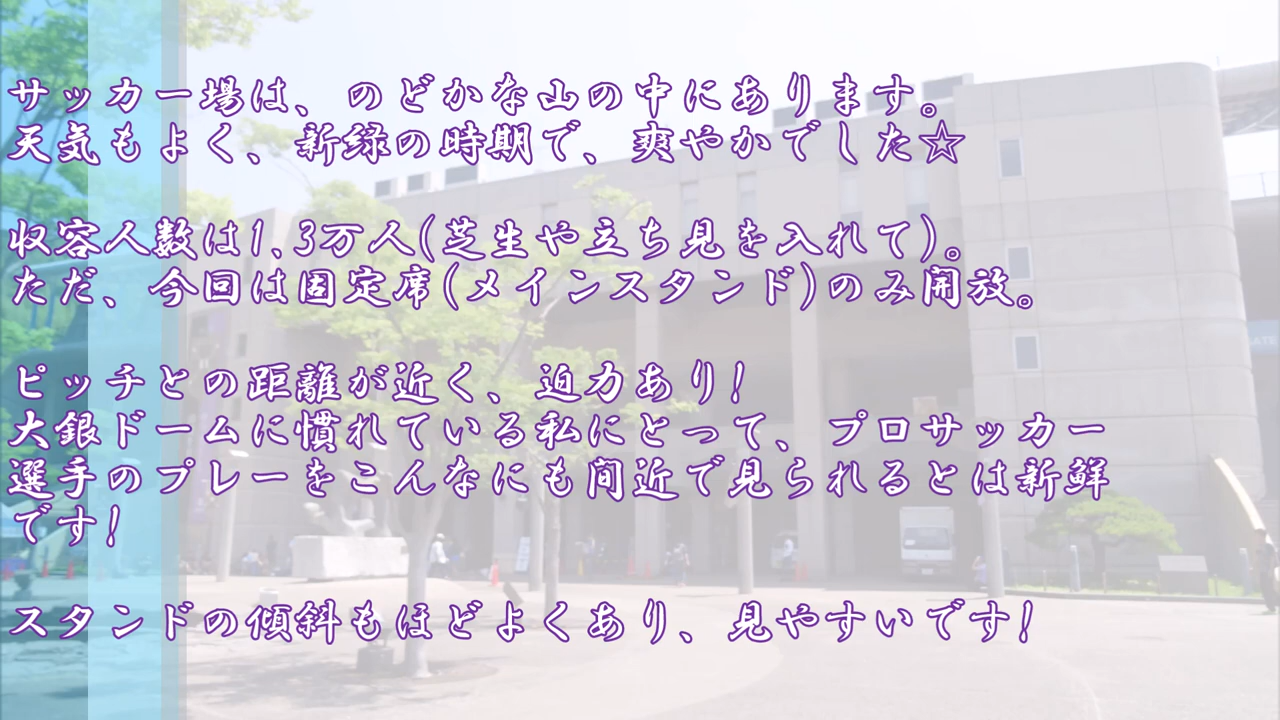 サッカー場は、のどかな山の中にあります。
天気もよく、新緑の時期で、爽やかでした☆
収容人数は1.3万人(芝生や立ち見を入れて)。
ただ、今回は固定席(メインスタンド)のみ開放。
ピッチとの距離が近く、迫力あり!
大銀ドームに慣れている私にとって、プロサッカー
選手のプレーをこんなにも間近で見られるとは新鮮
です!
スタンドの傾斜もほどよくあり、見やすいです!